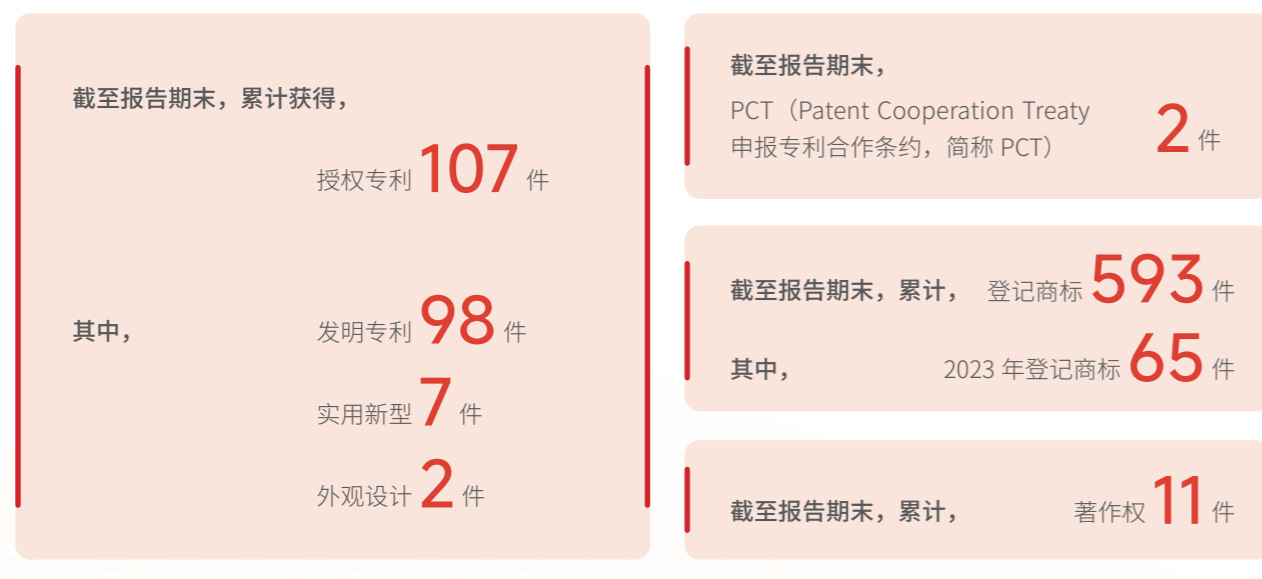 截至报告期末，累计获得，
授权专利 107 件
其中， 发明专利 98 件
实用新型 7 件
外观设计 2 件
截至报告期末，
PCT（Patent Cooperation Treaty
申报专利合作条约，简称 PCT） 2 件
截至报告期末，累计， 登记商标 593 件
其中， 2023 年登记商标 65 件
截至报告期末，累计， 著作权 11 件